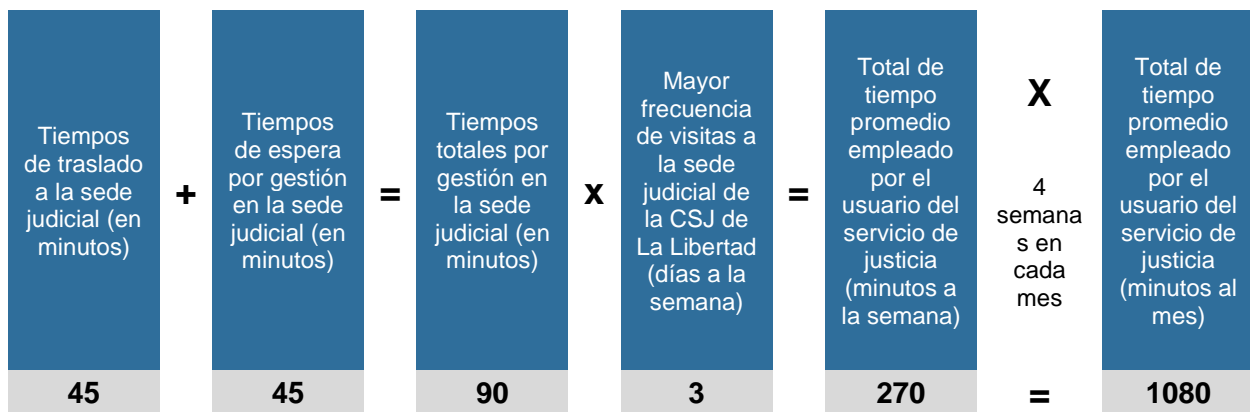 Tiempos
de traslado
a la sede
judicial (en
minutos)
+
Tiempos
de espera
por gestión
en la sede
judicial (en
minutos)
=
Tiempos
totales por
gestión en
la sede
judicial (en
minutos)
x
Mayor
frecuencia
de visitas a
la sede
judicial de
la CSJ de
La Libertad
(días a la
semana)
=
Total de
tiempo
promedio
empleado
por el
usuario del
servicio de
justicia
(minutos a
la semana)
X
4
semana
s en
cada
mes
Total de
tiempo
promedio
empleado
por el
usuario del
servicio de
justicia
(minutos al
mes)
45 45 90 3 270 = 1080